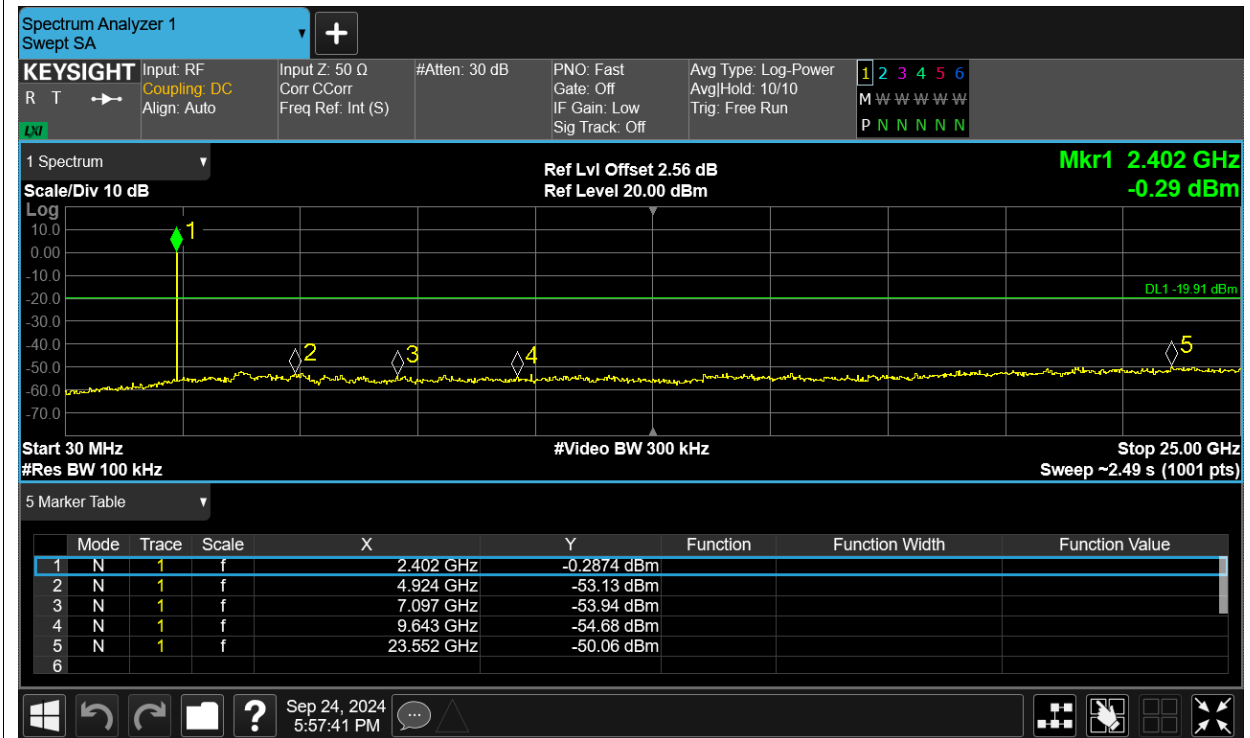 Spectrum Analyzer 1
Swept SA
+
KEYSIGHT Input: RF Input Z: 50 Ω #Atten: 30 dB PNO: Fast Avg Type: Log-Power 1 2 3 4 5 6
R T Coupling: DC Corr CCorr Gate: Off Avg|Hold: 10/10 M W W W W W
Align: Auto Freq Ref: Int (S) IF Gain: Low Trig: Free Run P N N N N N
LXI Sig Track: Off
1 Spectrum
Ref Lvl Offset 2.56 dB Mkr1 2.402 GHz
Scale/Div 10 dB Ref Level 20.00 dBm -0.29 dBm
Log
10.0 1
0.00
-10.0
-20.0 DL1 -19.91 dBm
-30.0
-40.0 2 3 4 5
-50.0
-60.0
-70.0
Start 30 MHz #Video BW 300 kHz Stop 25.00 GHz
#Res BW 100 kHz Sweep ~2.49 s (1001 pts)
5 Marker Table
Mode Trace Scale X Y Function Function Width Function Value
1 N 1 f 2.402 GHz -0.2874 dBm
2 N 1 f 4.924 GHz -53.13 dBm
3 N 1 f 7.097 GHz -53.94 dBm
4 N 1 f 9.643 GHz -54.68 dBm
5 N 1 f 23.552 GHz -50.06 dBm
6
? Sep 24, 2024
5:57:41 PM